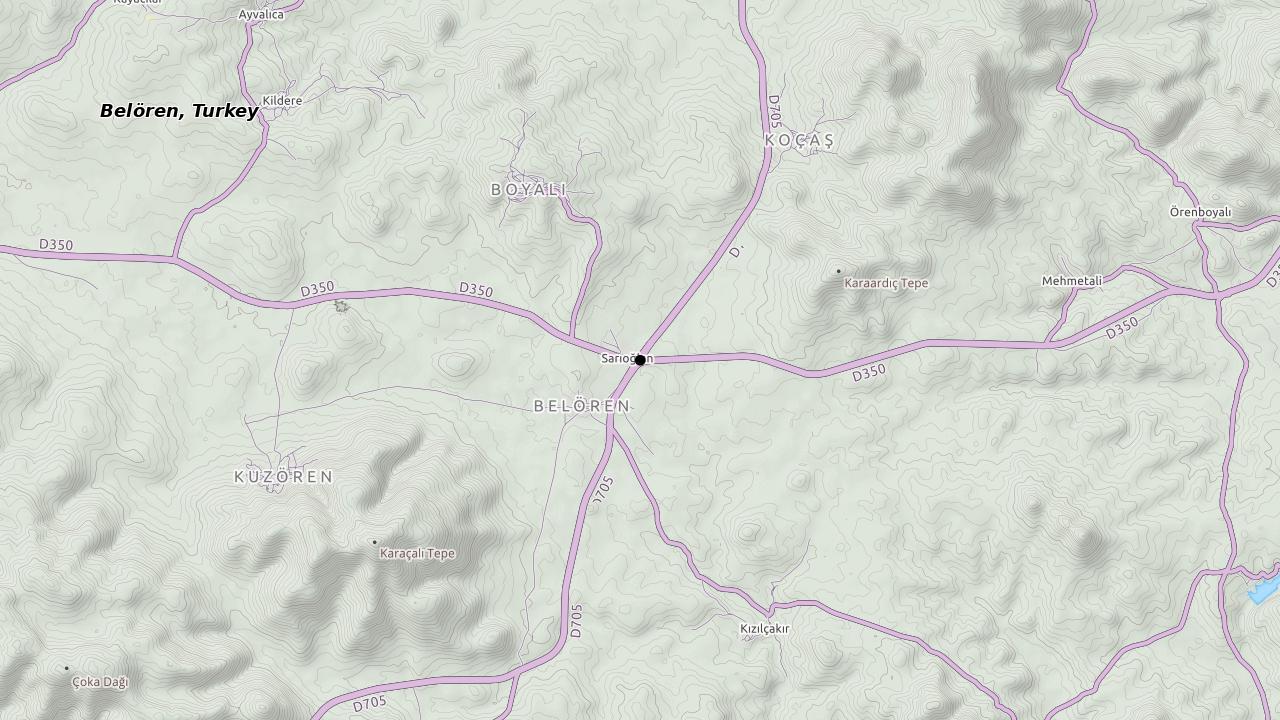 Ayvalıca
Kildere
Belören, Turkey
D705
KOÇAŞ
BOYALI
Örenboyalı
D350
Karaardıç Tepe
Mehmetali
D350
D350
D350
D350
BELÖREN
KUZÖREN
D705
Karaçalı Tepe
D705
Kızılçakır
Çoka Dağı
D705